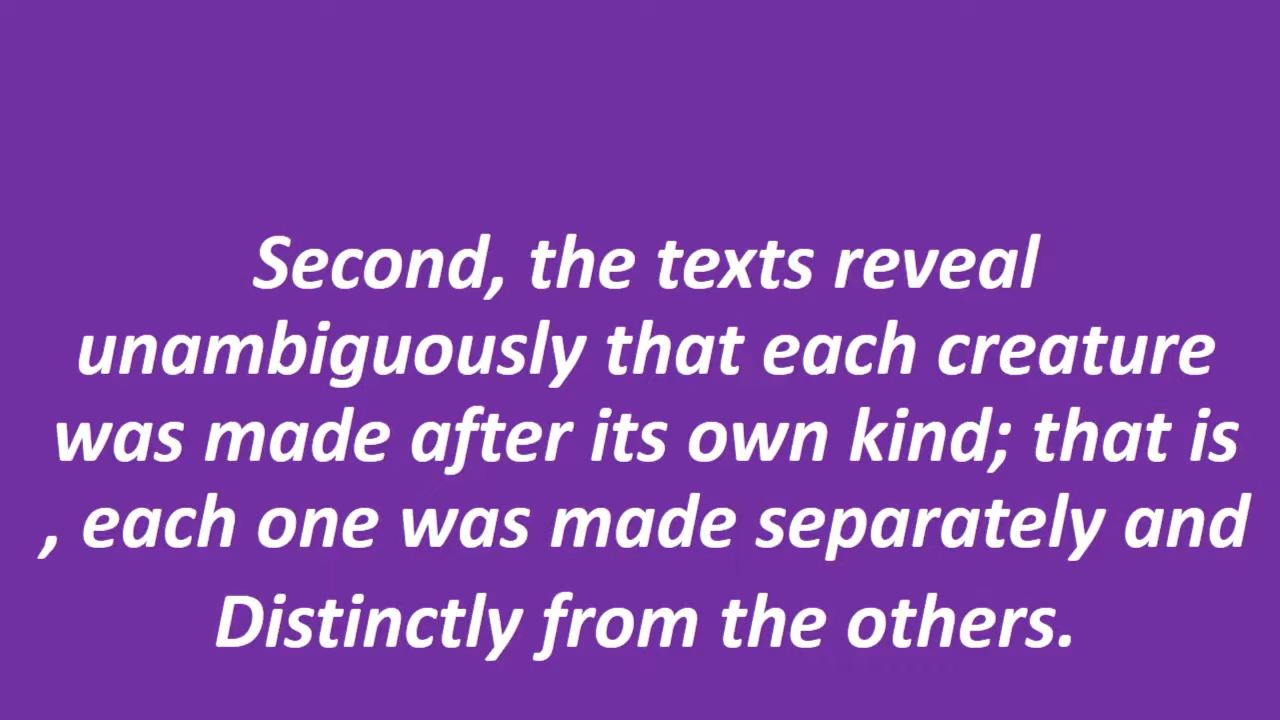 Second, the texts reveal
unambiguously that each creature
was made after its own kind; that is
, each one was made separately and
Distinctly from the others.